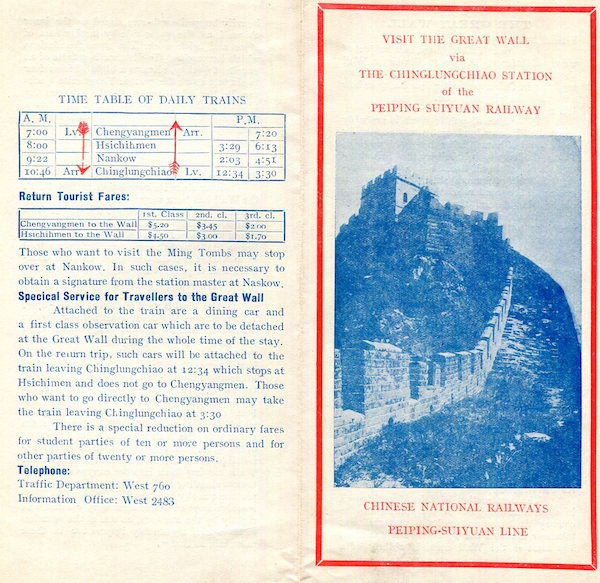 TIME TABLE OF DAILY TRAINS
A. M. P.M.
7:00 Lv. Chengyangmen Arr. 7:20
8:00 Hsichihmen 3:29 6:13
9:22 Nankow 2:03 4:51
10:46 Arr. Chinglungchiao Lv. 12:34 3:30
Return Tourist Fares:
1st. Class 2nd. cl. 3rd. cl.
Chengyangmen to the Wall $5.20 $3.45 $2.00
Hsichihmen to the Wall $4.50 $3.00 $1.70
Those who want to visit the Ming Tombs may stop
over at Nankow. In such cases, it is necessary to
obtain a signature from the station master at Naskow.
Specical Service for Travellers to the Great Wall
Attached to the train are a dining car and
a first class observation car which are to be detached
at the Great Wall during the whole time of the stay.
On the return trip, such cars will be attached to the
train leaving Chinglungchiao at 12:34 which stops at
Hsichimen and does not go to Chengyangmen. Those
who want to go directly to Chengyangmen may take
the train leaving Chinglungchiao at 3:30
There is a special reduction on ordinary fares
for student parties of ten or more persons and for
other parties of twenty or more persons.
Telephone:
Traffic Department: West 760
Information Office: West 2483
VISIT THE GREAT WALL
via
THE CHINGLUNGCHIAO STATION
of the
PEIPING SUIYUAN RAILWAY
CHINESE NATIONAL RAILWAYS
PEIPING-SUIYUAN LINE